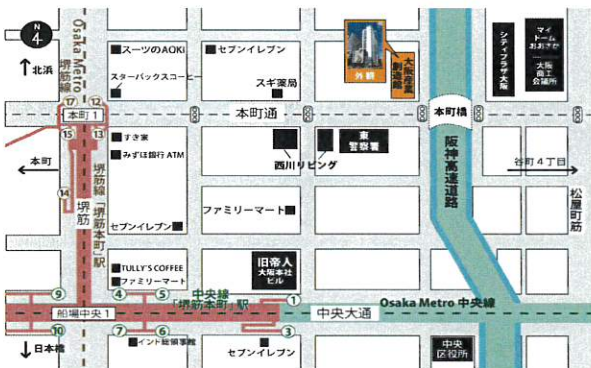 N
4
↑北浜
Osaka Metro
堺筋線
スーツのAOKi
セブンイレブン
スターバックスコーヒー
スギ薬局
外観
大阪産業
創造館
シティプラザ大阪
マイ
ドーム
おおさか
大阪
商工
会議所
17
12
本町1
本町通
本町橋
15
13
すき家
みずほ銀行 ATM
西川リビング
東
警察署
本町
←
谷町4丁目
→
14
堺筋
堺筋線「堺筋本町」駅
セブンイレブン
ファミリーマート
阪神高速道路
松屋町筋
TULLY'S COFFEE
ファミリーマート
旧帝人
大阪本社
ビル
9
4
5
中央線
「堺筋本町」駅
1
Osaka Metro 中央線
船場中央1
中央大通
10
7
6
3
↓日本橋
インド総領事館
セブンイレブン
中央
区役所